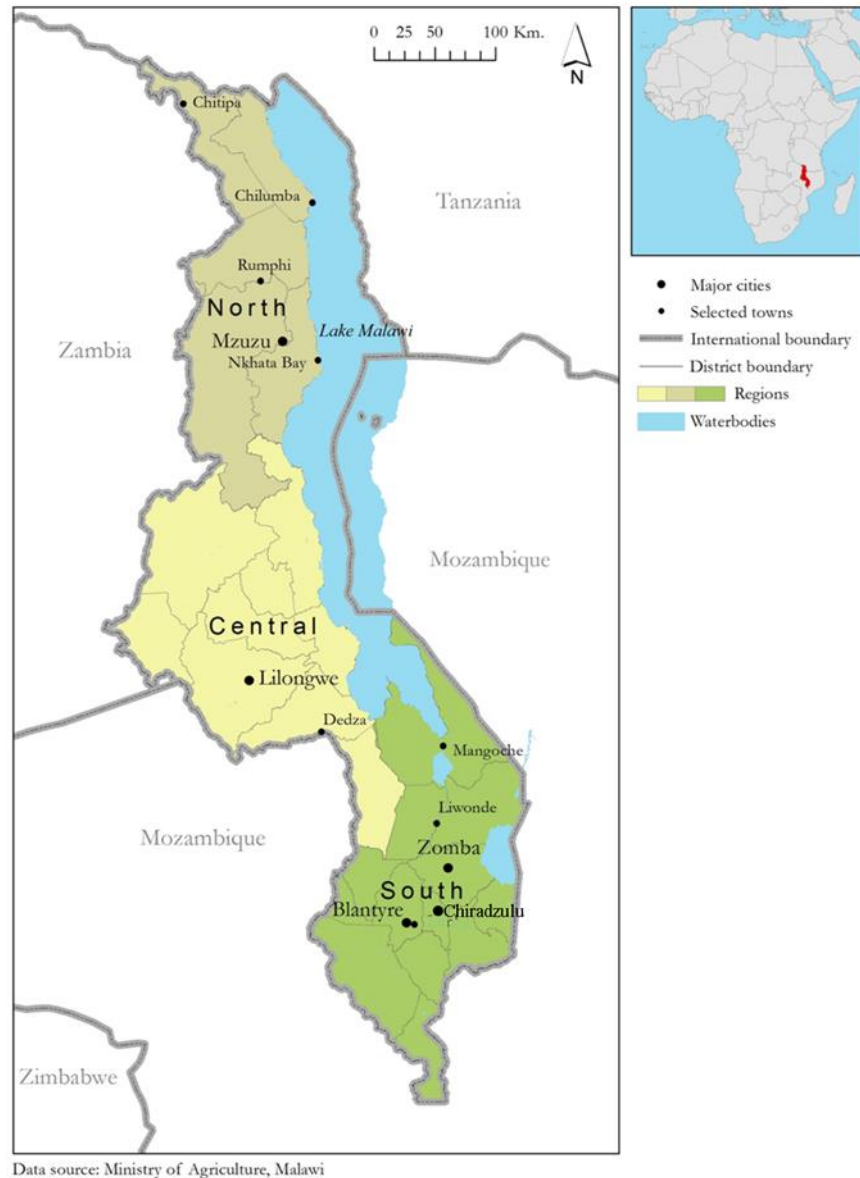 0 25 50 100 Km.
N
Chitipa
Chilumba
Tanzania
Rumphi
North
Mzuzu
Lake Malawi
Nkhata Bay
Zambia
Mozambique
Central
Lilongwe
Dedza
Mangoche
Liwonde
Mozambique
Zomba
South
Blantyre
Chiradzulu
Zimbabwe
Major cities
Selected towns
International boundary
District boundary
Regions
Waterbodies
Data source: Ministry of Agriculture, Malawi